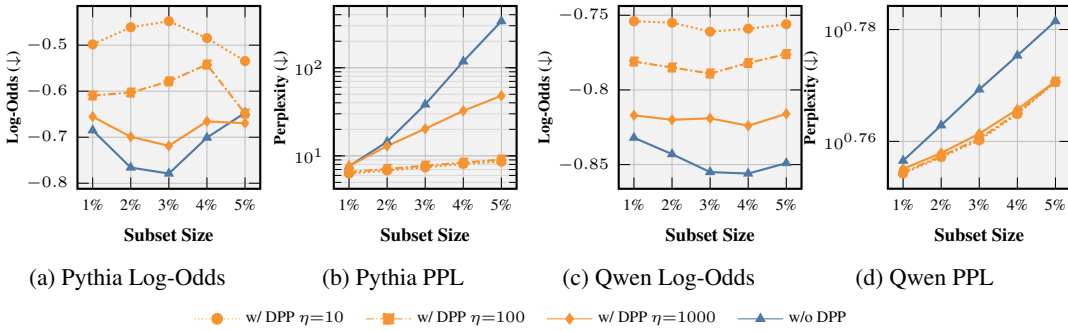 Log-Odds (↓)
−0.5
−0.6
−0.7
−0.8
1% 2% 3% 4% 5%
Subset Size
(a) Pythia Log-Odds
Perplexity (↓)
10^2
10^1
1% 2% 3% 4% 5%
Subset Size
(b) Pythia PPL
Log-Odds (↓)
−0.75
−0.8
−0.85
1% 2% 3% 4% 5%
Subset Size
(c) Qwen Log-Odds
Perplexity (↓)
10^0.78
10^0.76
1% 2% 3% 4% 5%
Subset Size
(d) Qwen PPL
w/ DPP η=10 w/ DPP η=100 w/ DPP η=1000 w/o DPP